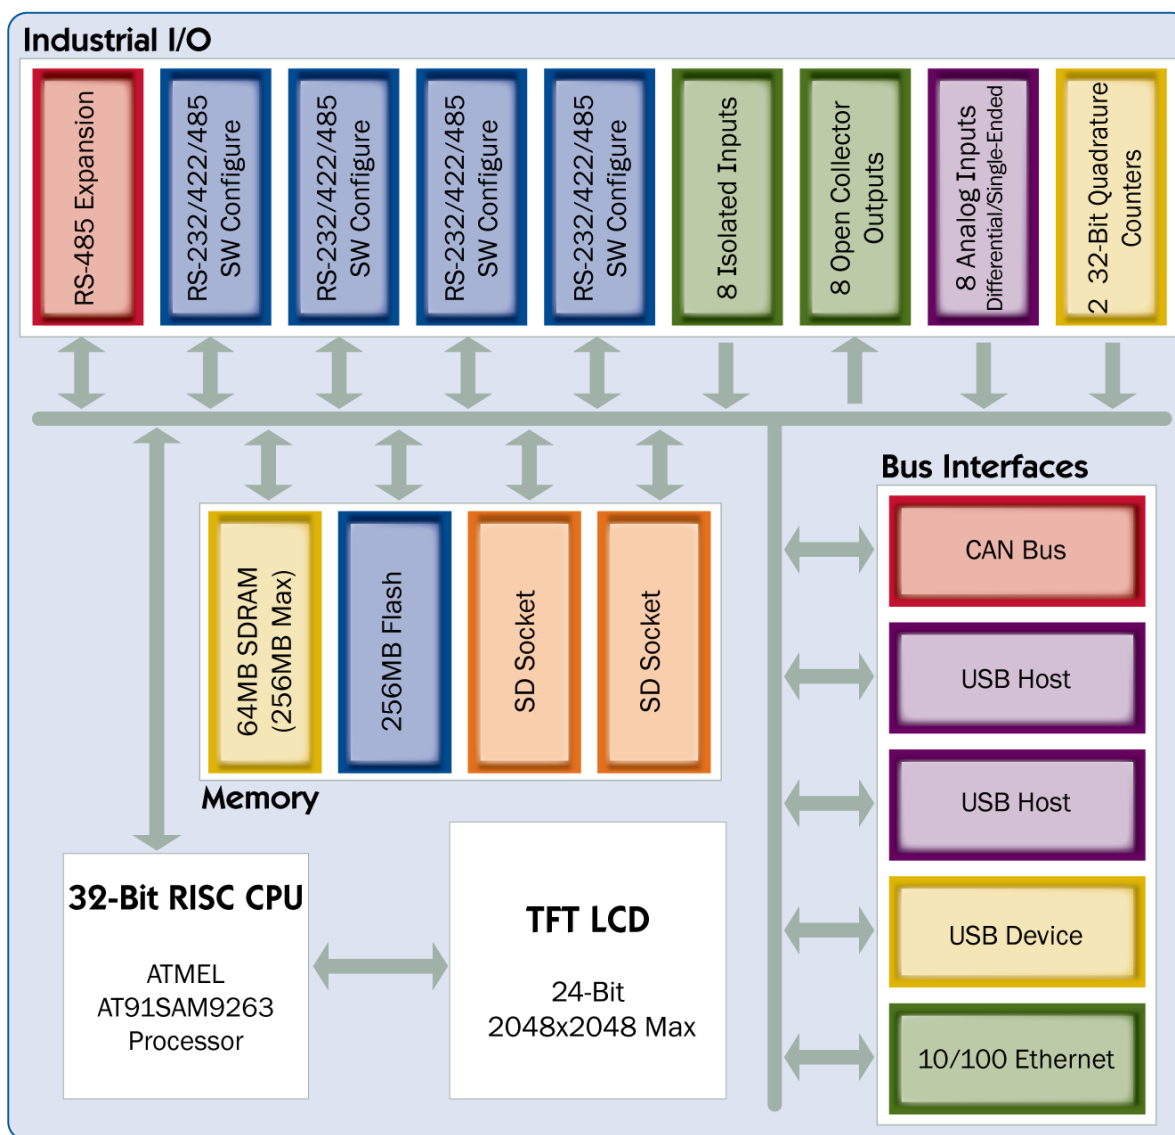 Industrial I/O
RS-485 Expansion
RS-232/422/485
SW Configure
RS-232/422/485
SW Configure
RS-232/422/485
SW Configure
RS-232/422/485
SW Configure
8 Isolated Inputs
8 Open Collector
Outputs
8 Analog Inputs
Differential/Single-Ended
2 32-Bit Quadrature
Counters
64MB SDRAM
(256MB Max)
256MB Flash
SD Socket
SD Socket
Memory
Bus Interfaces
CAN Bus
USB Host
USB Host
USB Device
10/100 Ethernet
32-Bit RISC CPU
ATMEL
AT91SAM9263
Processor
TFT LCD
24-Bit
2048x2048 Max